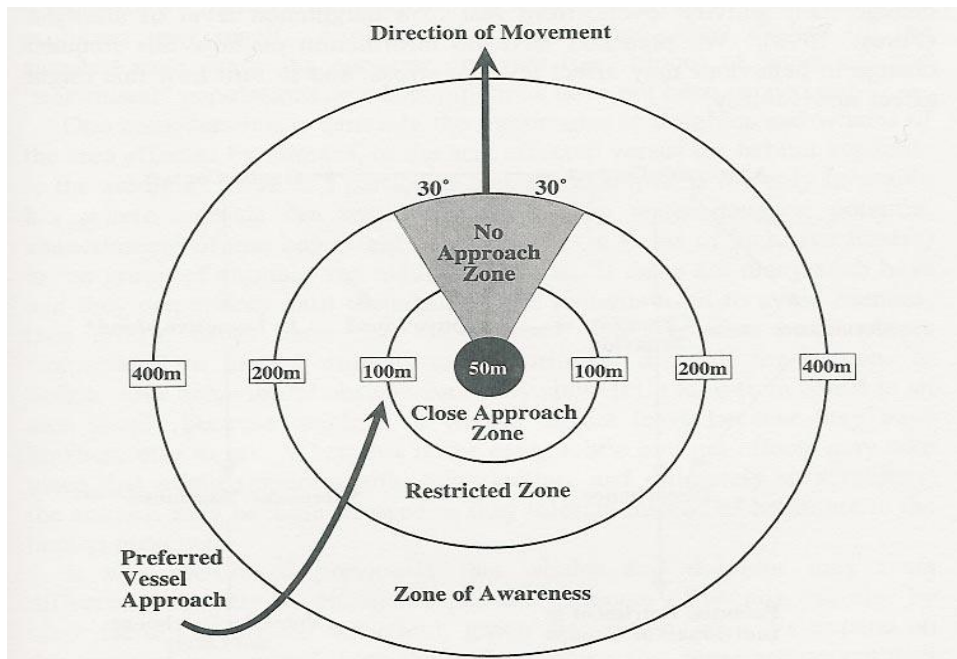 Direction of Movement
30° 30°
No
Approach
Zone
400m 200m 100m 50m 100m 200m 400m
Close Approach
Zone
Restricted Zone
Preferred
Vessel
Approach
Zone of Awareness